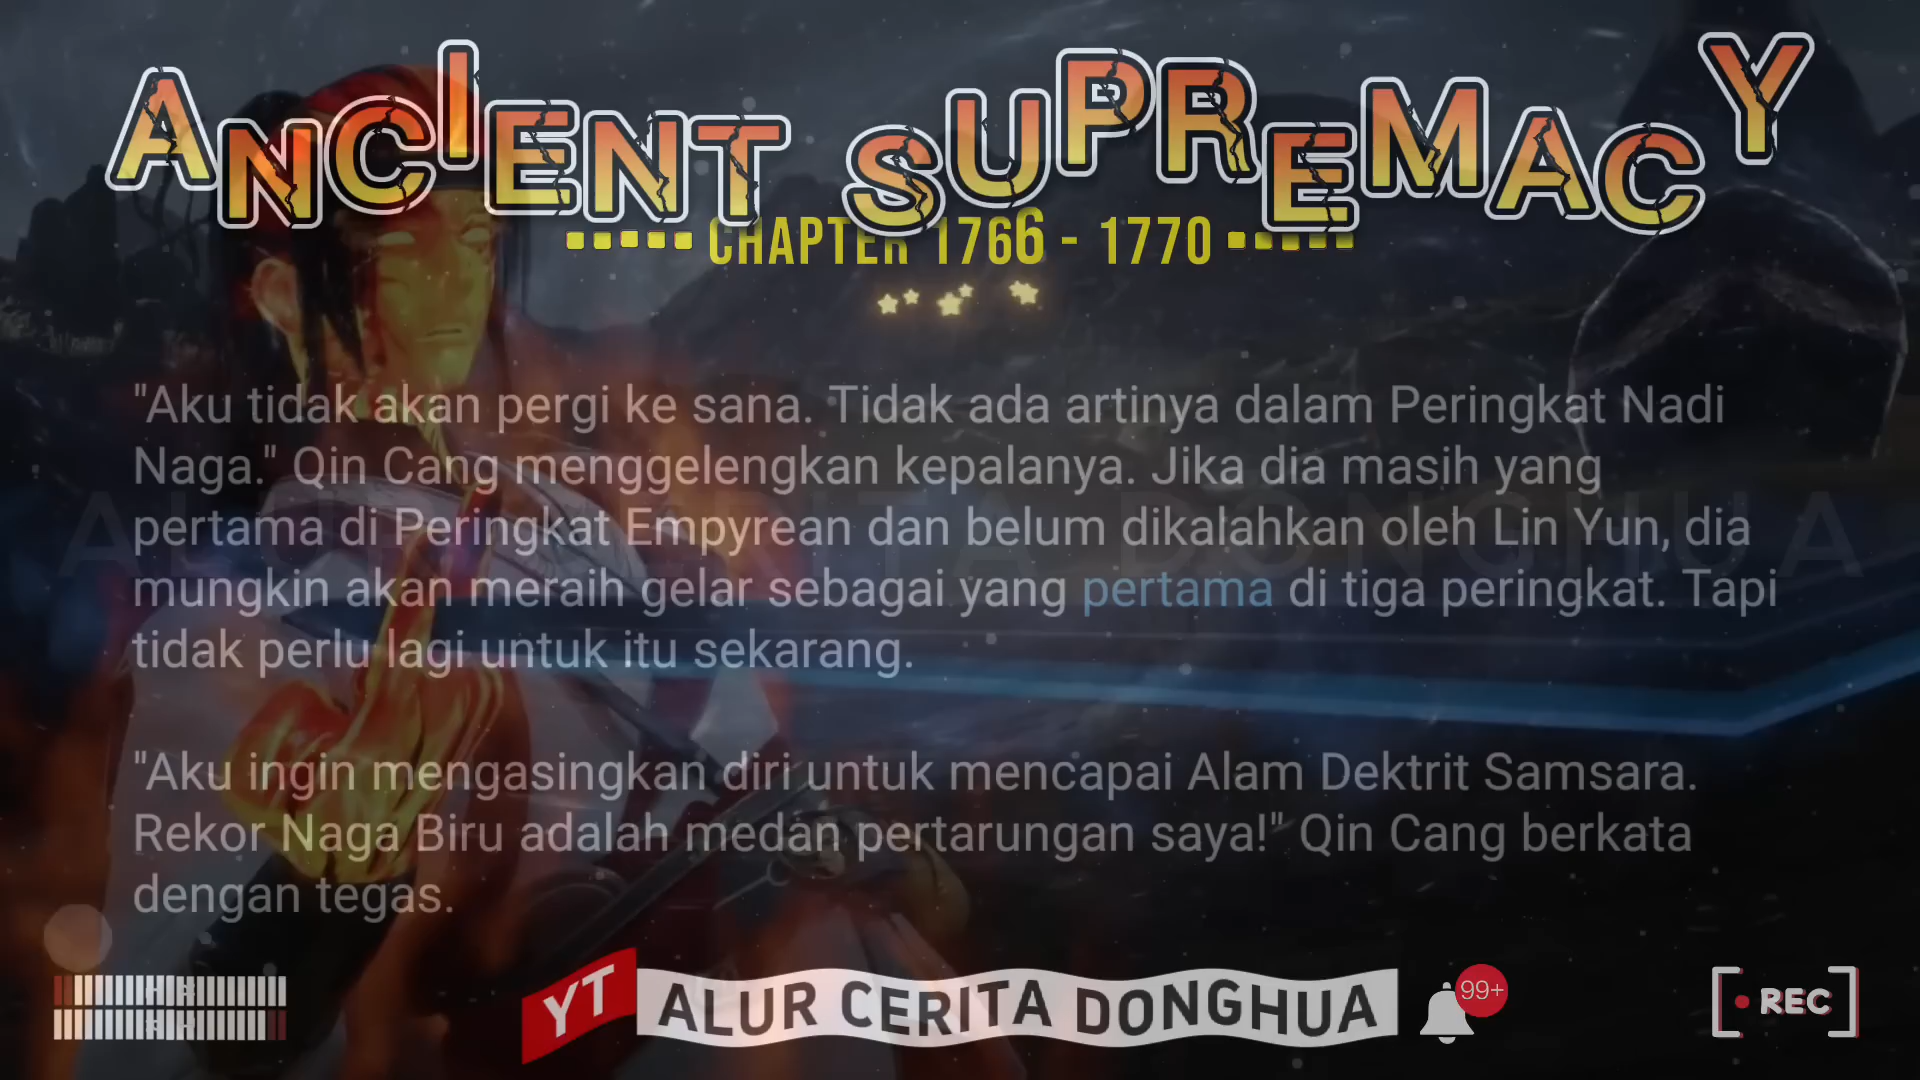 ANCIENT SUPREMACY
CHAPTER 1766 - 1770
"Aku tidak akan pergi ke sana. Tidak ada artinya dalam Peringkat Nadi
Naga." Qin Cang menggelengkan kepalanya. Jika dia masih yang
pertama di Peringkat Empyrean dan belum dikalahkan oleh Lin Yun, dia
mungkin akan meraih gelar sebagai yang pertama di tiga peringkat. Tapi
tidak perlu lagi untuk itu sekarang.
ALUR CERITA DONGHUA
"Aku ingin mengasingkan diri untuk mencapai Alam Dektrit Samsara.
Rekor Naga Biru adalah medan pertarungan saya!" Qin Cang berkata
dengan tegas.
YT ALUR CERITA DONGHUA 99+ REC